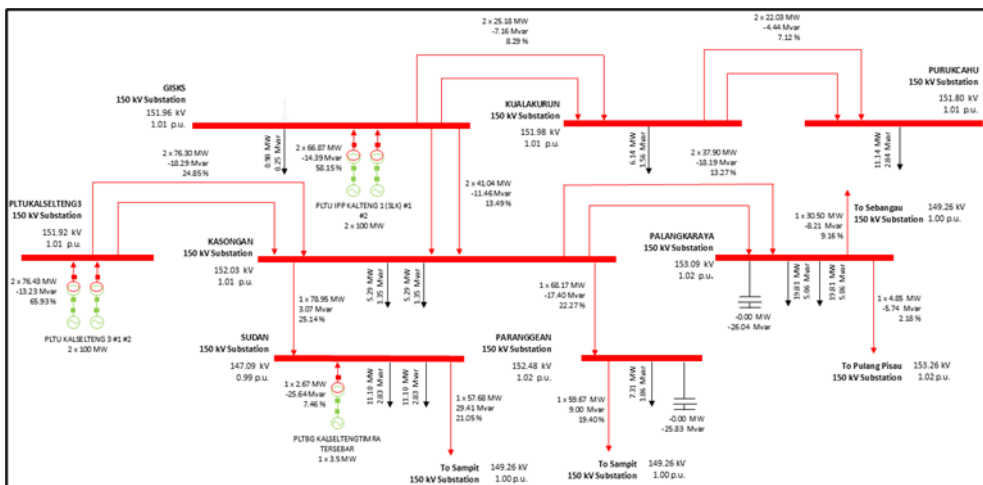 2 x 25.18 MW
-7.16 Mvar
8.29 %
2 x 22.03 MW
-4.44 Mvar
7.12 %
GISKS
150 kV Substation
151.96 kV
1.01 p.u.
0.98 MW
0.25 Mvar
2 x 66.87 MW
-14.39 Mvar
58.15 %
PLTU IPP KALTENG 1 (SLK) #1
#2
2 x 100 MW
KUALAKURUN
150 kV Substation
151.98 kV
1.01 p.u.
6.14 MW
1.56 Mvar
PURUKCAHU
150 kV Substation
151.80 kV
1.01 p.u.
11.14 MW
2.84 Mvar
2 x 76.30 MW
-18.29 Mvar
24.85 %
2 x 41.04 MW
-11.46 Mvar
13.49 %
2 x 37.90 MW
-18.19 Mvar
13.27 %
PLTUKALSELTENG3
150 kV Substation
151.92 kV
1.01 p.u.
2 x 76.43 MW
-13.23 Mvar
65.93 %
PLTU KALSELTENG 3 #1 #2
2 x 100 MW
KASONGAN
150 kV Substation
152.03 kV
1.01 p.u.
5.29 MW
1.35 Mvar
5.29 MW
1.35 Mvar
PALANGKARAYA
150 kV Substation
153.09 kV
1.02 p.u.
-0.00 MW
-26.04 Mvar
19.81 MW
5.06 Mvar
19.81 MW
5.06 Mvar
To Sebangau
150 kV Substation
149.26 kV
1.00 p.u.
1 x 30.50 MW
-8.21 Mvar
9.16 %
1 x 4.85 MW
-5.74 Mvar
2.18 %
To Pulang Pisau
150 kV Substation
153.26 kV
1.02 p.u.
1 x 78.95 MW
3.07 Mvar
25.14 %
1 x 68.17 MW
-17.40 Mvar
22.27 %
SUDAN
150 kV Substation
147.09 kV
0.99 p.u.
1 x 2.67 MW
-25.64 Mvar
7.46 %
PLTBG KALSELTENGTIMRA
TERSEBAR
1 x 3.5 MW
11.10 MW
2.83 Mvar
11.10 MW
2.83 Mvar
1 x 57.68 MW
29.41 Mvar
21.05 %
To Sampit
150 kV Substation
149.26 kV
1.00 p.u.
PARANGGEAN
150 kV Substation
152.48 kV
1.02 p.u.
1 x 59.67 MW
9.00 Mvar
19.40 %
7.31 MW
1.86 Mvar
-0.00 MW
-25.83 Mvar
To Sampit
150 kV Substation
149.26 kV
1.00 p.u.